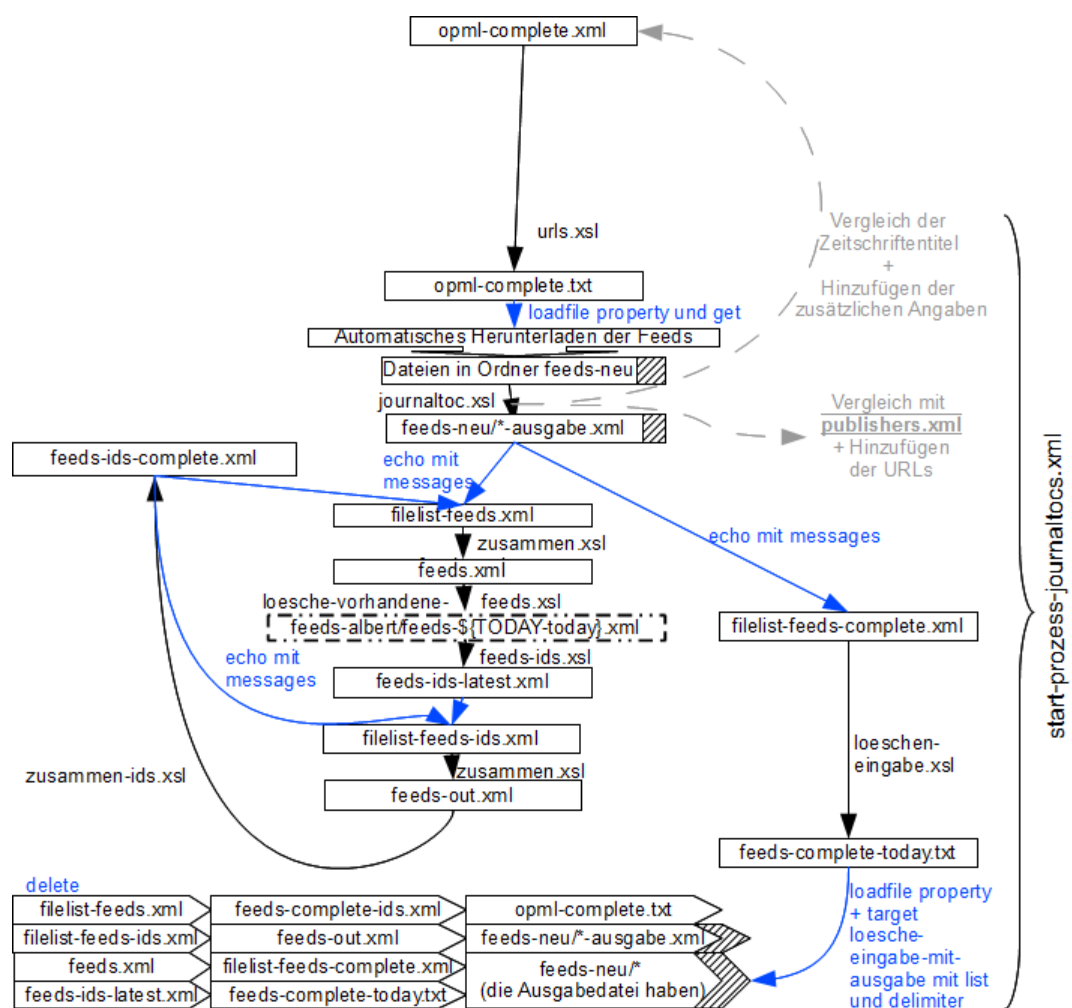 opml-complete.xml
urls.xsl
Vergleich der
Zeitschriftentitel
+
Hinzufügen der
zusätzlichen Angaben
opml-complete.txt
loadfile property und get
Automatisches Herunterladen der Feeds
Dateien in Ordner feeds-neu
journaltoc.xsl
feeds-neu/*-ausgabe.xml
Vergleich mit
publishers.xml
+ Hinzufügen
der URLs
feeds-ids-complete.xml
echo mit
messages
filelist-feeds.xml
zusammen.xsl
echo mit messages
feeds.xml
loesche-vorhandene- feeds.xsl
feeds-albert/feeds-${TODAY-today}.xml
filelist-feeds-complete.xml
echo mit
messages
feeds-ids.xsl
feeds-ids-latest.xml
filelist-feeds-ids.xml
zusammen-ids.xsl
zusammen.xsl
feeds-out.xml
loeschen-
eingabe.xsl
feeds-complete-today.txt
start-prozess-journaltocs.xml
delete
filelist-feeds.xml
feeds-complete-ids.xml
opml-complete.txt
filelist-feeds-ids.xml
feeds-out.xml
feeds-neu/*-ausgabe.xml
feeds.xml
filelist-feeds-complete.xml
feeds-neu/*
(die Ausgabedatei haben)
feeds-ids-latest.xml
feeds-complete-today.txt
loadfile property
+ target
loesche-
eingabe-mit-
ausgabe mit list
und delimiter